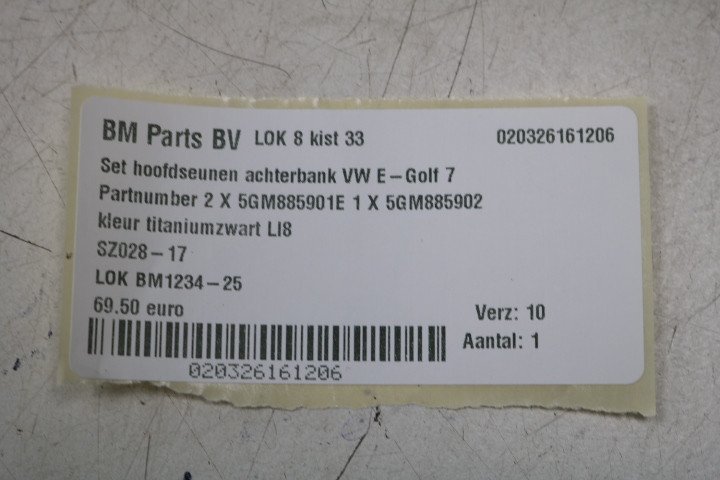 BM Parts BV LOK 8 kist 33 020326161206
Set hoofdseunen achterbank VW E-Golf 7
Partnumber 2 X 5GM885901E 1 X 5GM885902
kleur titaniumzwart LI8
SZ028-17
LOK BM1234-25
69.50 euro Verz: 10
Aantal: 1
020326161206